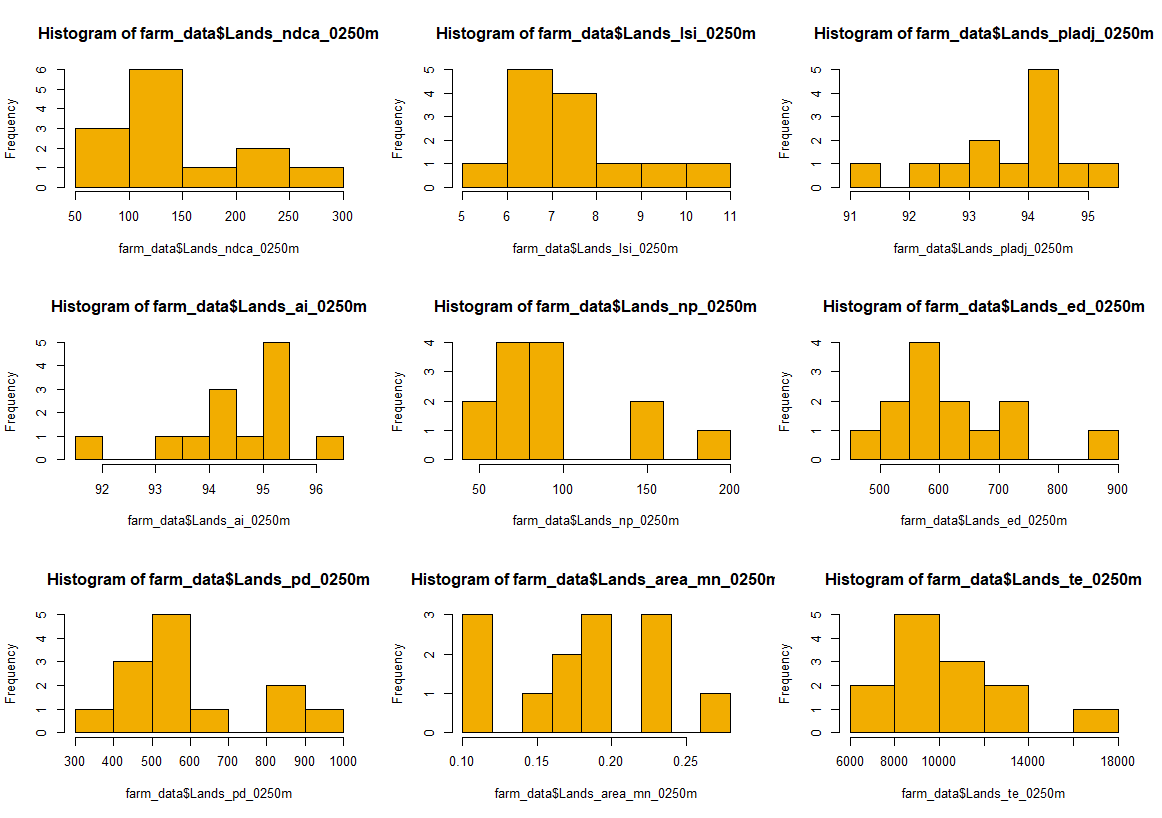 Histogram of farm_data$Lands_ndca_0250m
Frequency
0 1 2 3 4 5 6
50 100 150 200 250 300
farm_data$Lands_ndca_0250m
Histogram of farm_data$Lands_lsi_0250m
Frequency
0 1 2 3 4 5
5 6 7 8 9 10 11
farm_data$Lands_lsi_0250m
Histogram of farm_data$Lands_pladj_0250m
Frequency
0 1 2 3 4 5
91 92 93 94 95
farm_data$Lands_pladj_0250m
Histogram of farm_data$Lands_ai_0250m
Frequency
0 1 2 3 4 5
92 93 94 95 96
farm_data$Lands_ai_0250m
Histogram of farm_data$Lands_np_0250m
Frequency
0 1 2 3 4
50 100 150 200
farm_data$Lands_np_0250m
Histogram of farm_data$Lands_ed_0250m
Frequency
0 1 2 3 4
500 600 700 800 900
farm_data$Lands_ed_0250m
Histogram of farm_data$Lands_pd_0250m
Frequency
0 1 2 3 4 5
300 400 500 600 700 800 900 1000
farm_data$Lands_pd_0250m
Histogram of farm_data$Lands_area_mn_0250m
Frequency
0 1 2 3
0.10 0.15 0.20 0.25
farm_data$Lands_area_mn_0250m
Histogram of farm_data$Lands_te_0250m
Frequency
0 1 2 3 4 5
6000 8000 10000 14000 18000
farm_data$Lands_te_0250m